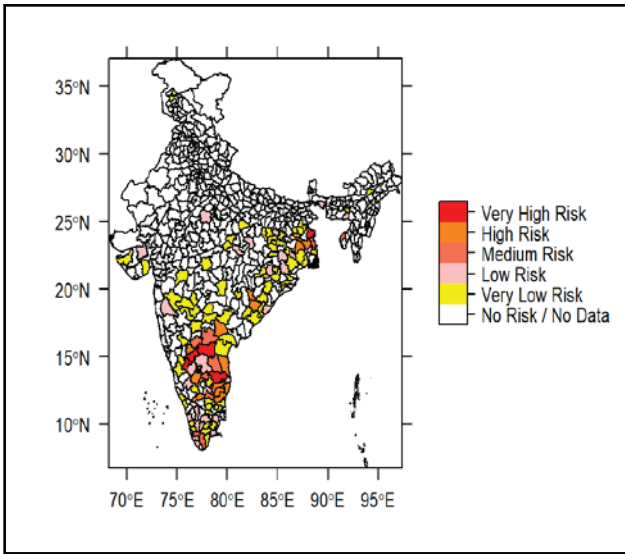 35°N
30°N
25°N
20°N
15°N
10°N
70°E 75°E 80°E 85°E 90°E 95°E
Very High Risk
High Risk
Medium Risk
Low Risk
Very Low Risk
No Risk / No Data